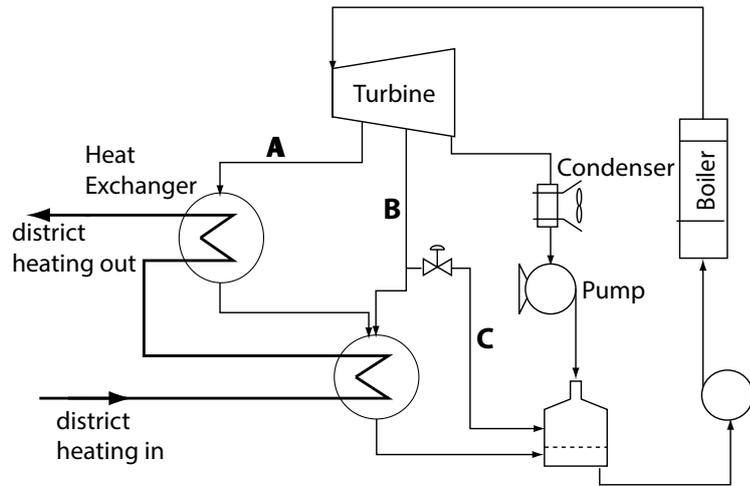 Turbine
A
Heat
Exchanger
Condenser
Boiler
B
district
heating out
Pump
C
district
heating in